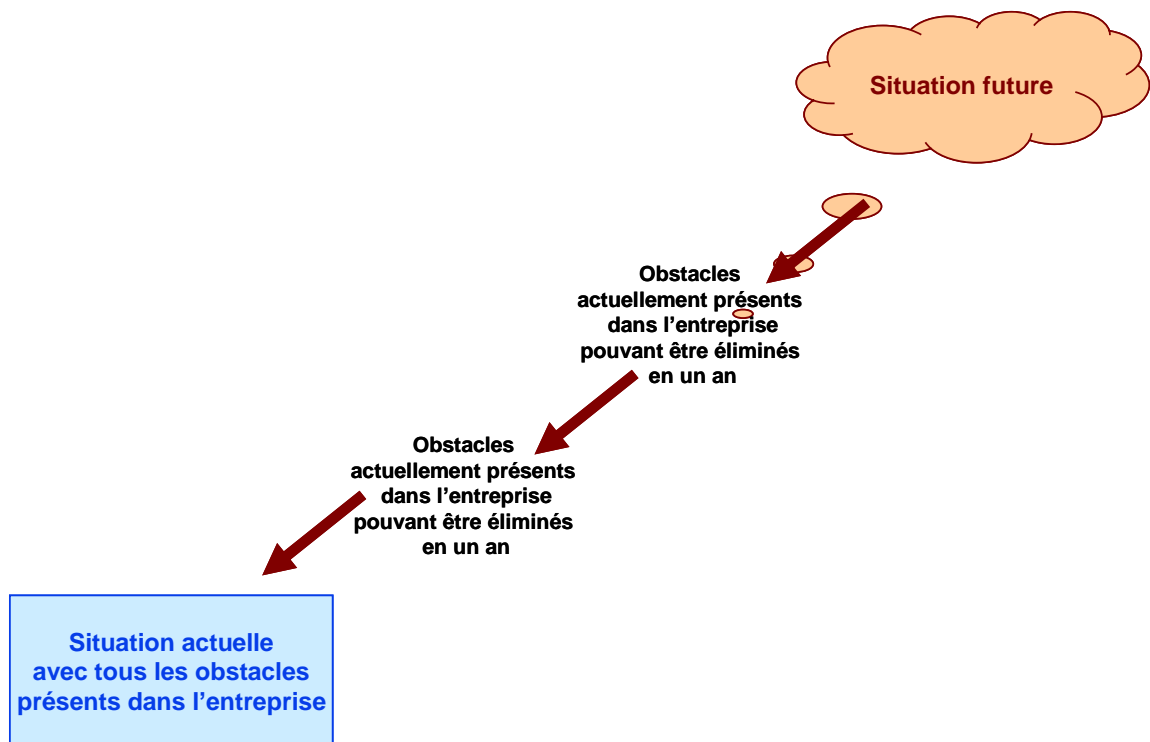 Situation future
Obstacles
actuellement présents
dans l’entreprise
pouvant être éliminés
en un an
Obstacles
actuellement présents
dans l’entreprise
pouvant être éliminés
en un an
Situation actuelle
avec tous les obstacles
présents dans l’entreprise